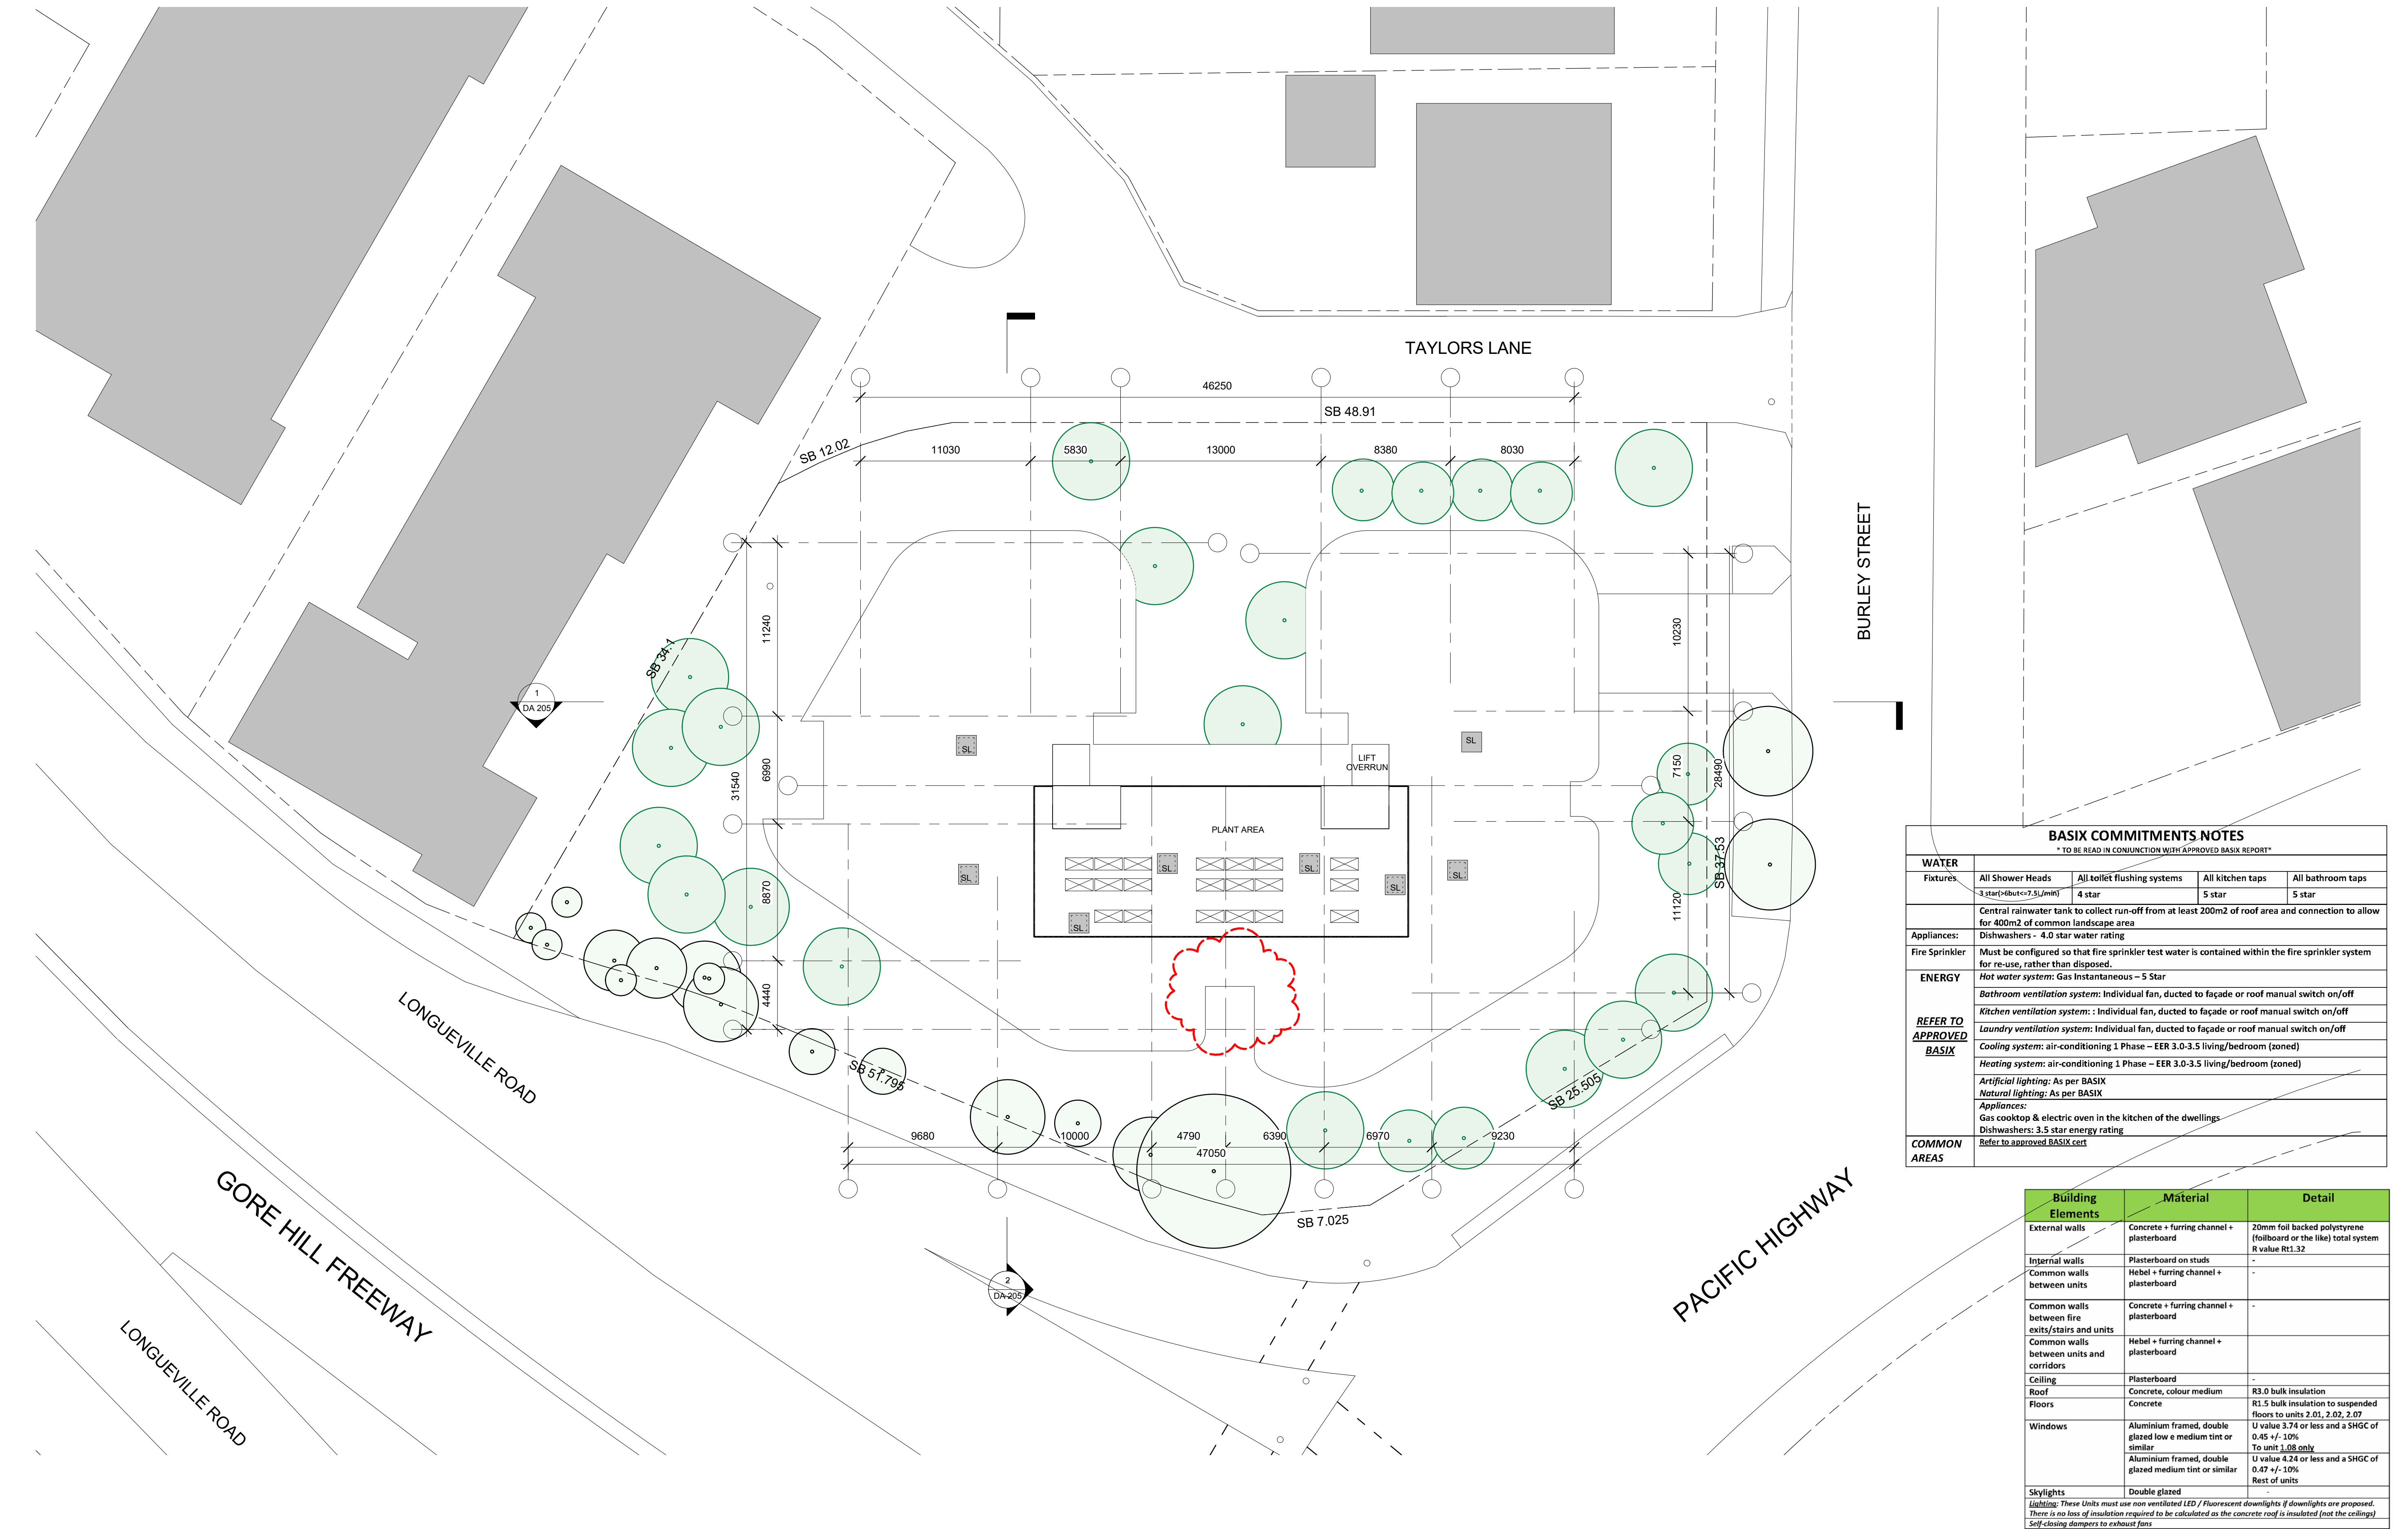 TAYLORS LANE
46250
SB 48.91
SB 12.02
11030
5830
13000
8380
8030
BURLEY STREET
11240
10230
SB 34.1
1
DA 205
SL
SL
LIFT
OVERRUN
6990
31540
7150
28490
PLANT AREA
SL
SL
SL
SL
SL
SL
8870
SB 37.53
11120
4440
LONGUEVILLE ROAD
SB 51.795
SB 25.505
9680
10000
4790
6390
6970
9230
47050
SB 7.025
GORE HILL FREEWAY
PACIFIC HIGHWAY
2
DA 205
LONGUEVILLE ROAD
BASIX COMMITMENTS NOTES
* TO BE READ IN CONJUNCTION WITH APPROVED BASIX REPORT*
WATER
Fixtures All Shower Heads All toilet flushing systems All kitchen taps All bathroom taps
3 star(>6but<=7.5L/min) 4 star 5 star 5 star
Central rainwater tank to collect run-off from at least 200m2 of roof area and connection to allow
for 400m2 of common landscape area
Appliances: Dishwashers - 4.0 star water rating
Fire Sprinkler Must be configured so that fire sprinkler test water is contained within the fire sprinkler system
for re-use, rather than disposed.
ENERGY Hot water system: Gas Instantaneous – 5 Star
Bathroom ventilation system: Individual fan, ducted to façade or roof manual switch on/off
Kitchen ventilation system: : Individual fan, ducted to façade or roof manual switch on/off
REFER TO
APPROVED
BASIX
Laundry ventilation system: Individual fan, ducted to façade or roof manual switch on/off
Cooling system: air-conditioning 1 Phase – EER 3.0-3.5 living/bedroom (zoned)
Heating system: air-conditioning 1 Phase – EER 3.0-3.5 living/bedroom (zoned)
Artificial lighting: As per BASIX
Natural lighting: As per BASIX
Appliances:
Gas cooktop & electric oven in the kitchen of the dwellings
Dishwashers: 3.5 star energy rating
COMMON
AREAS
Refer to approved BASIX cert
Building
Elements
Material Detail
External walls Concrete + furring channel +
plasterboard
20mm foil backed polystyrene
(foilboard or the like) total system
R value Rt1.32
Internal walls Plasterboard on studs -
Common walls
between units
Hebel + furring channel +
plasterboard
-
Common walls
between fire
exits/stairs and units
Concrete + furring channel +
plasterboard
-
Common walls
between units and
corridors
Hebel + furring channel +
plasterboard
Ceiling Plasterboard -
Roof Concrete, colour medium R3.0 bulk insulation
Floors Concrete R1.5 bulk insulation to suspended
floors to units 2.01, 2.02, 2.07
Windows Aluminium framed, double
glazed low e medium tint or
similar
U value 3.74 or less and a SHGC of
0.45 +/- 10%
To unit 1.08 only
Aluminium framed, double
glazed medium tint or similar
U value 4.24 or less and a SHGC of
0.47 +/- 10%
Rest of units
Skylights Double glazed -
Lighting: These Units must use non ventilated LED / Fluorescent downlights if downlights are proposed.
There is no loss of insulation required to be calculated as the concrete roof is insulated (not the ceilings)
Self-closing dampers to exhaust fans